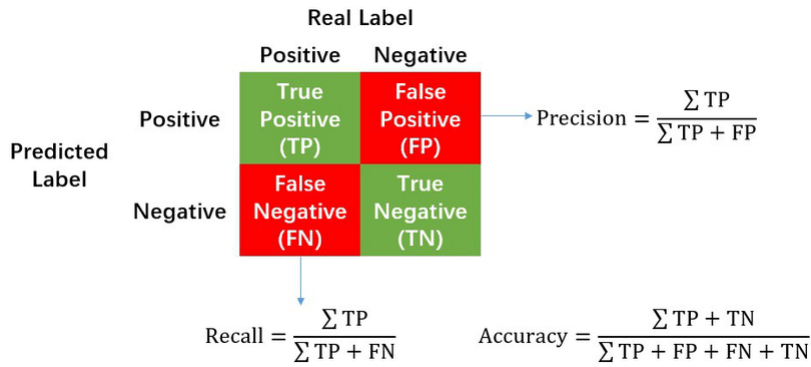 Real Label
Positive Negative
Predicted
Label
Positive
True
Positive
(TP)
False
Positive
(FP)
Precision = ∑ TP / ∑ TP + FP
Negative
False
Negative
(FN)
True
Negative
(TN)
Recall = ∑ TP / ∑ TP + FN
Accuracy = ∑ TP + TN / ∑ TP + FP + FN + TN